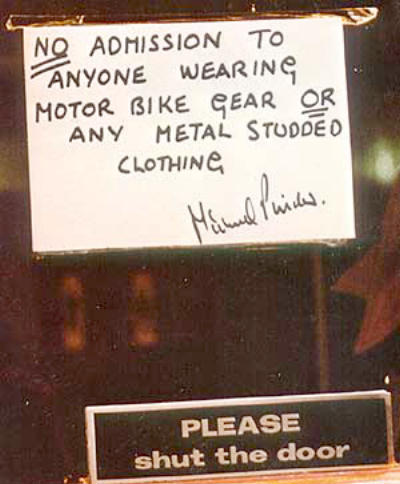 NO ADMISSION TO
ANYONE WEARING
MOTOR BIKE GEAR OR
ANY METAL STUDDED
CLOTHING
PLEASE
shut the door